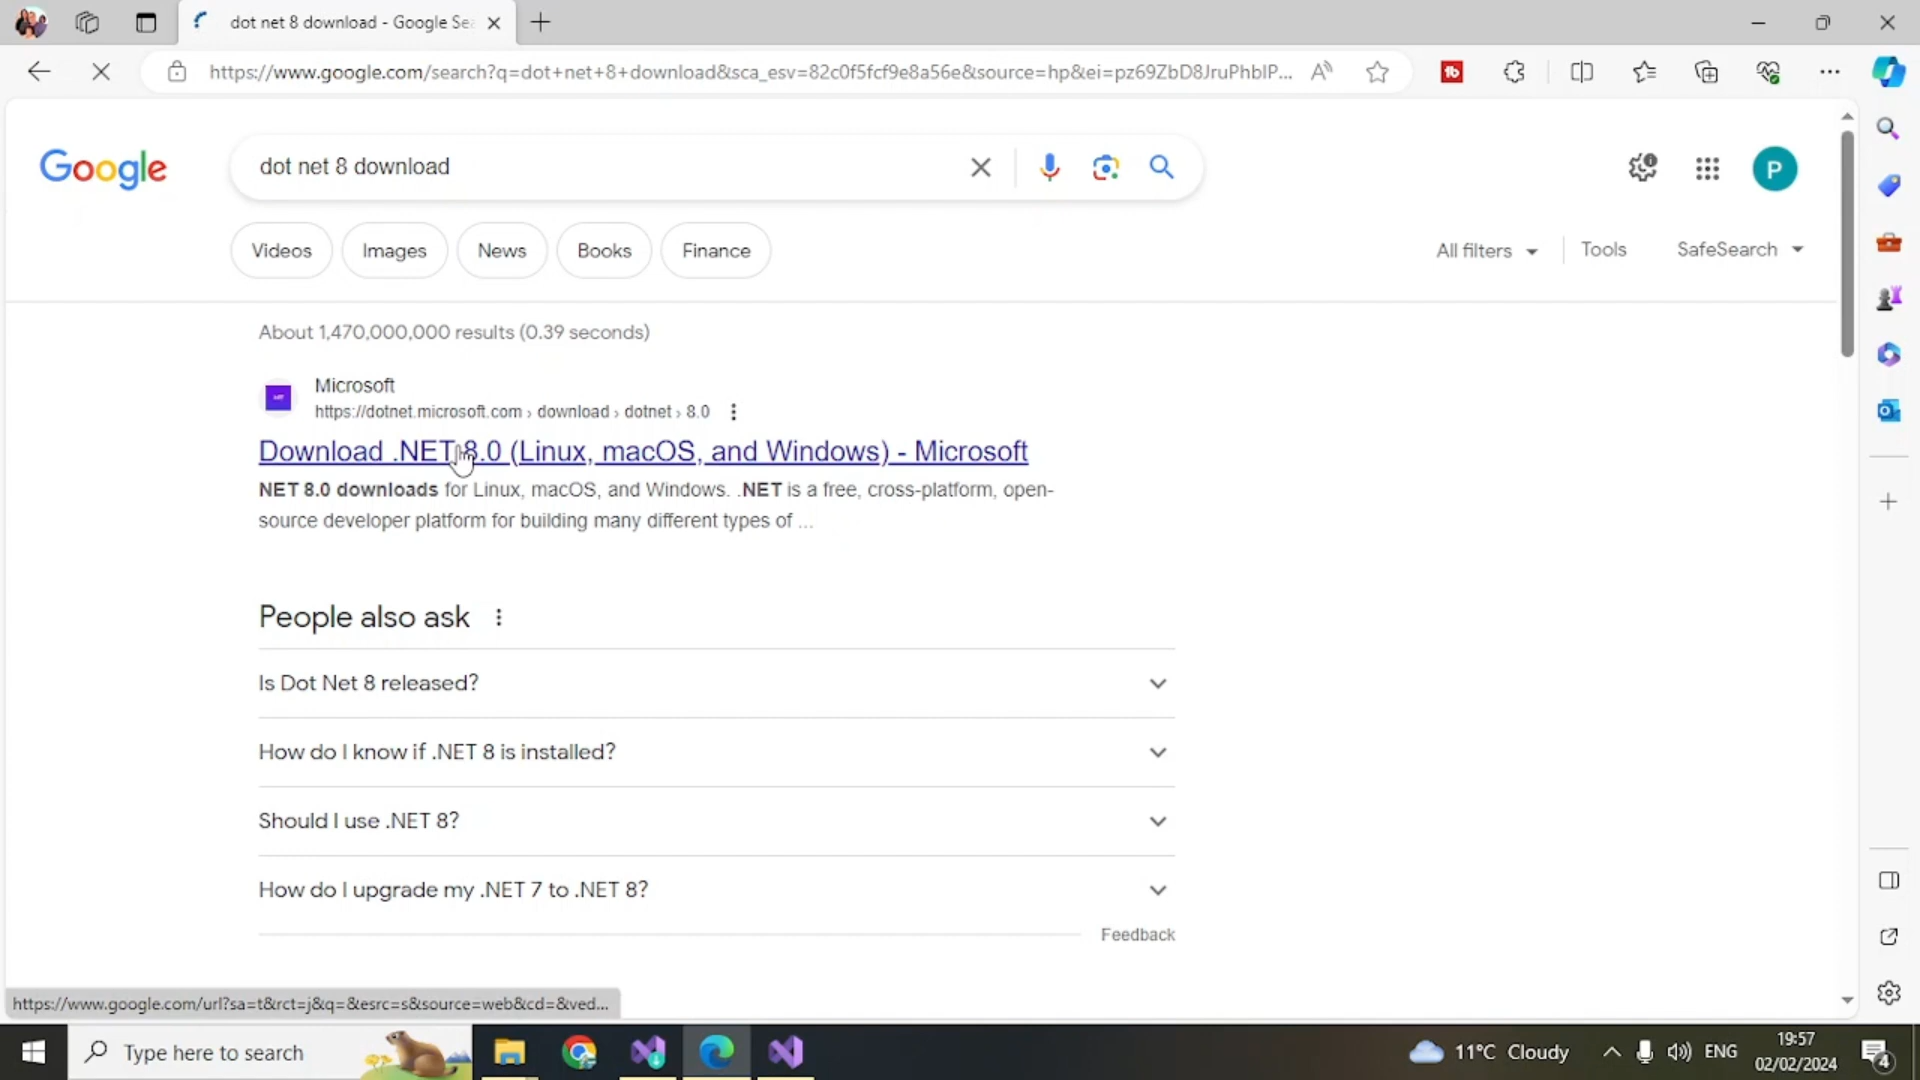 dot net 8 download - Google Sea
https://www.google.com/search?q=dot+net+8+download&sca_esv=82c0f5fcf9e8a56e&source=hp&ei=pz69ZbD8JruPhbIP...
Google
dot net 8 download
P
Videos
Images
News
Books
Finance
All filters
Tools
SafeSearch
About 1,470,000,000 results (0.39 seconds)
Microsoft
https://dotnet.microsoft.com › download › dotnet › 8.0
Download .NET 8.0 (Linux, macOS, and Windows) - Microsoft
NET 8.0 downloads for Linux, macOS, and Windows. .NET is a free, cross-platform, open-
source developer platform for building many different types of ...
People also ask
Is Dot Net 8 released?
How do I know if .NET 8 is installed?
Should I use .NET 8?
How do I upgrade my .NET 7 to .NET 8?
Feedback
https://www.google.com/url?sa=t&rct=j&q=&esrc=s&source=web&cd=&ved...
Type here to search
11°C Cloudy
ENG
19:57
02/02/2024
4